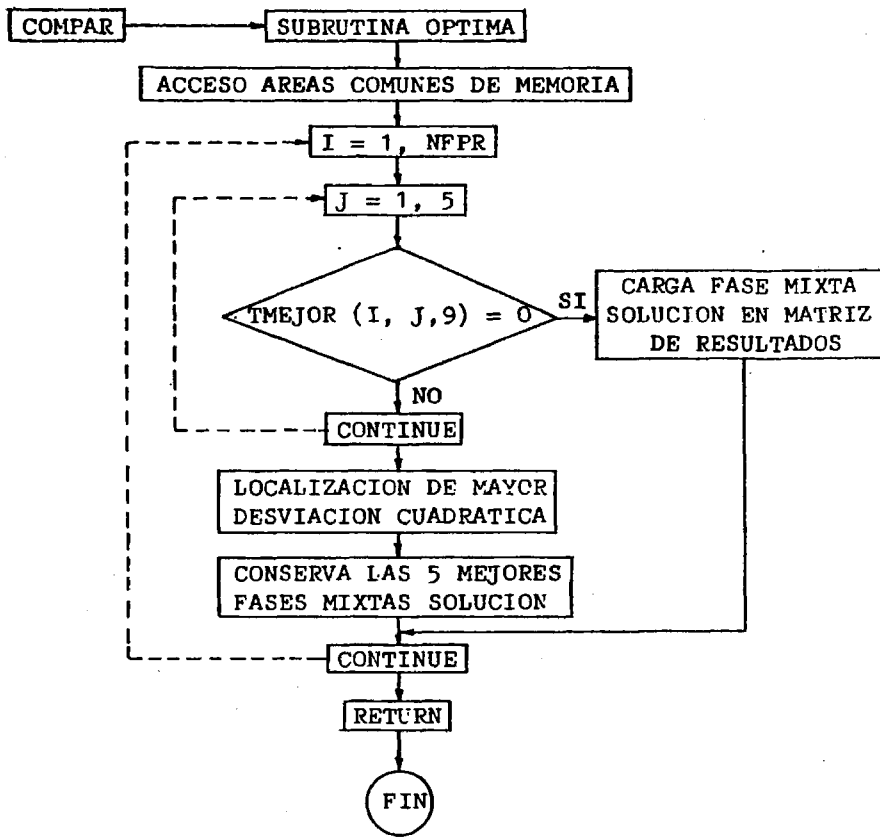 COMPAR
SUBRUTINA OPTIMA
ACCESO AREAS COMUNES DE MEMORIA
I = 1, NFPR
J = 1, 5
TMEJOR (I, J,9) = 0
SI
CARGA FASE MIXTA
SOLUCION EN MATRIZ
DE RESULTADOS
NO
CONTINUE
LOCALIZACION DE MAYOR
DESVIACION CUADRATICA
CONSERVA LAS 5 MEJORES
FASES MIXTAS SOLUCION
CONTINUE
RETURN
FIN